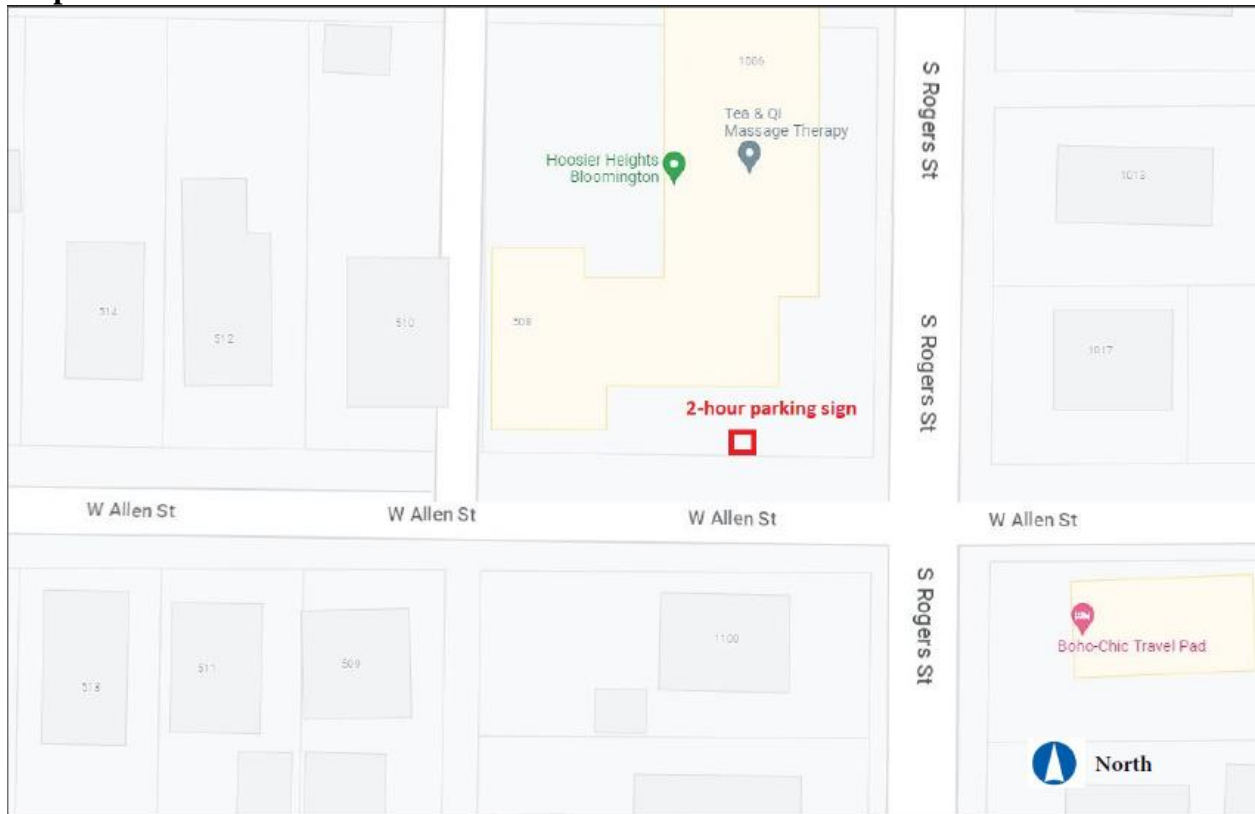 1006
S Rogers St
Tea & Qi
Massage Therapy
Hoosier Heights
Bloomington
1013
514
512
510
508
S Rogers St
1017
2-hour parking sign
W Allen St
W Allen St
W Allen St
W Allen St
S Rogers St
1100
509
511
513
Boho-Chic Travel Pad
North